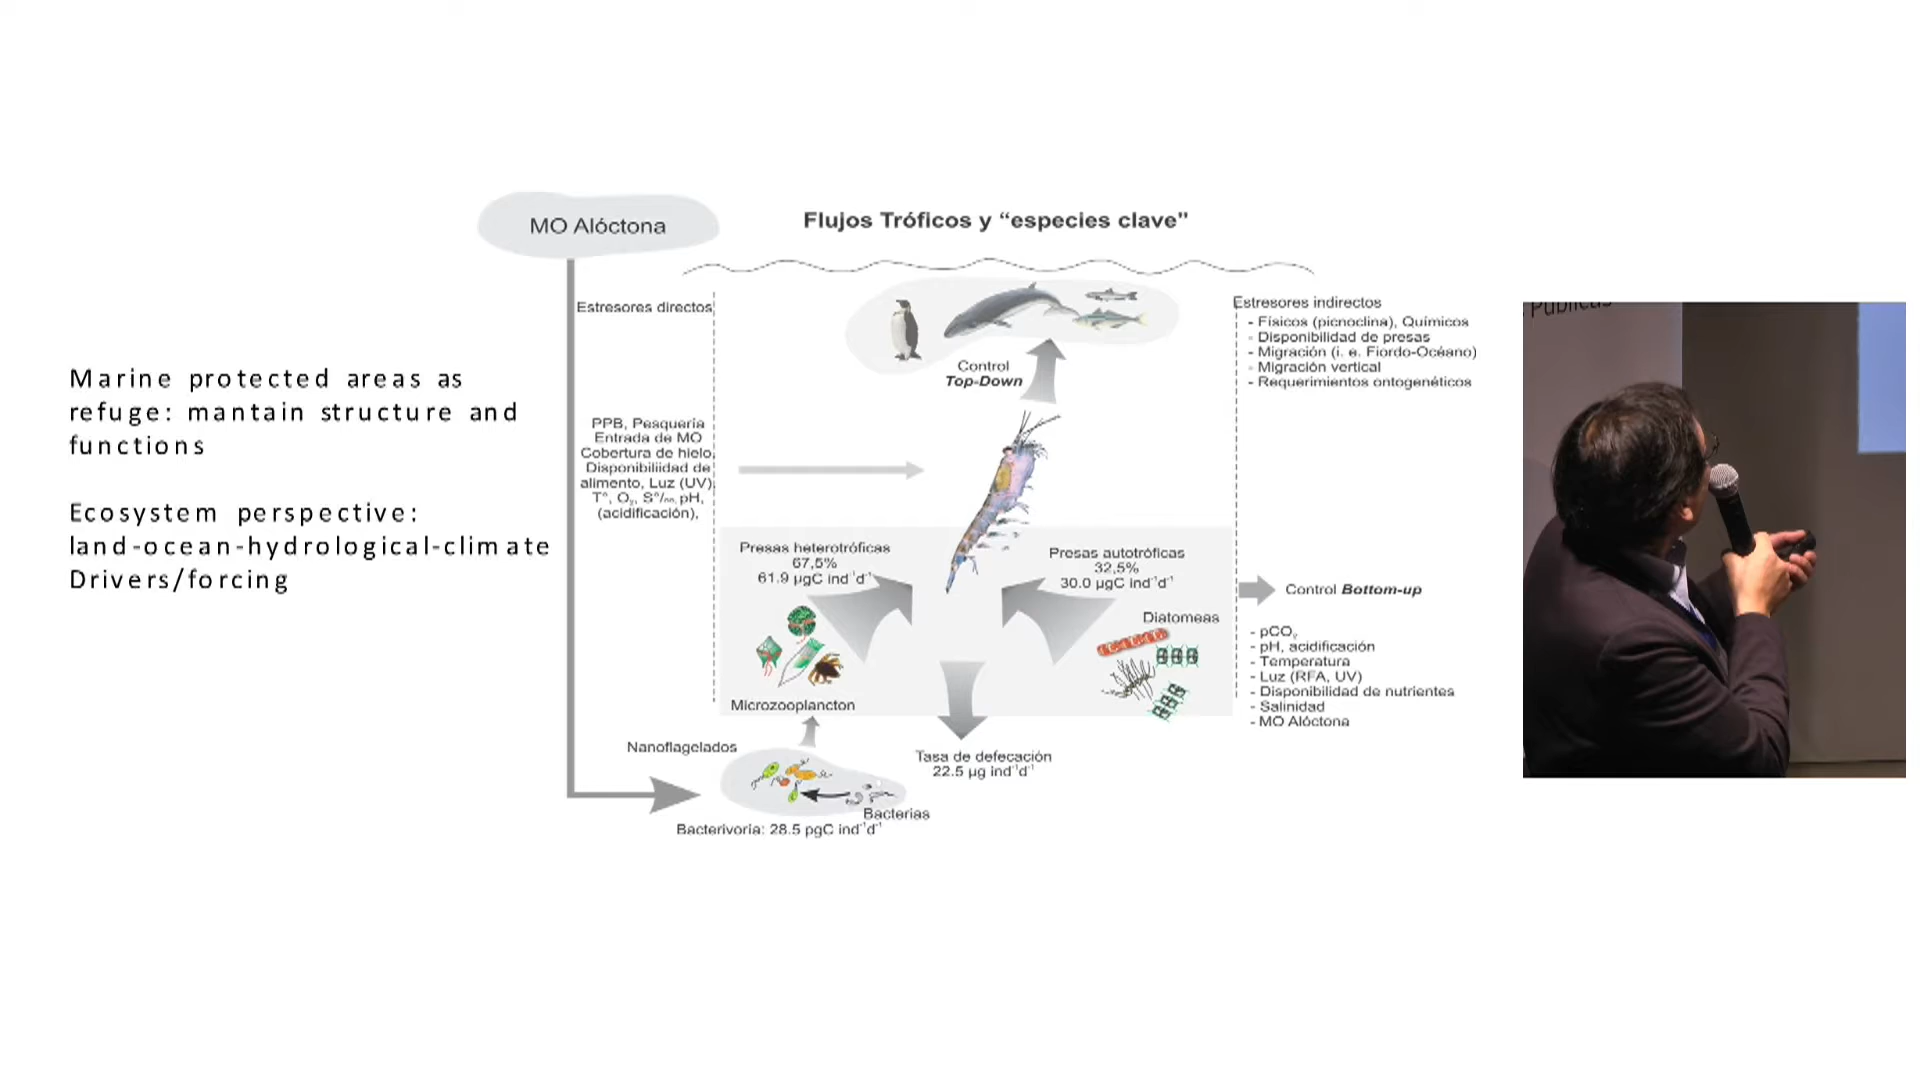 MO Alóctona
Flujos Tróficos y “especies clave”
Marine protected areas as
refuge: mantain structure and
functions
Ecosystem perspective:
land-ocean-hydrological-climate
Drivers/forcing
Estresores directos
PPB, Pesquería
Entrada de MO
Cobertura de hielo,
Disponibiliidad de
alimento, Luz (UV)
T°, O₂, S°/₀₀, pH,
(acidificación),
Control
Top-Down
Estresores indirectos
- Físicos (picnoclina), Químicos
- Disponibilidad de presas
- Migración (i. e. Fiordo-Océano)
- Migración vertical
- Requerimientos ontogenéticos
Presas heterotróficas
67,5%
61.9 µgC ind⁻¹d⁻¹
Presas autotróficas
32,5%
30.0 µgC ind⁻¹d⁻¹
Diatomeas
Microzooplancton
Control Bottom-up
- pCO₂
- pH, acidificación
- Temperatura
- Luz (RFA, UV)
- Disponibilidad de nutrientes
- Salinidad
- MO Alóctona
Nanoflagelados
Bacterias
Bacterivoría: 28.5 pgC ind⁻¹d⁻¹
Tasa de defecación
22.5 µg ind⁻¹d⁻¹
Públicas